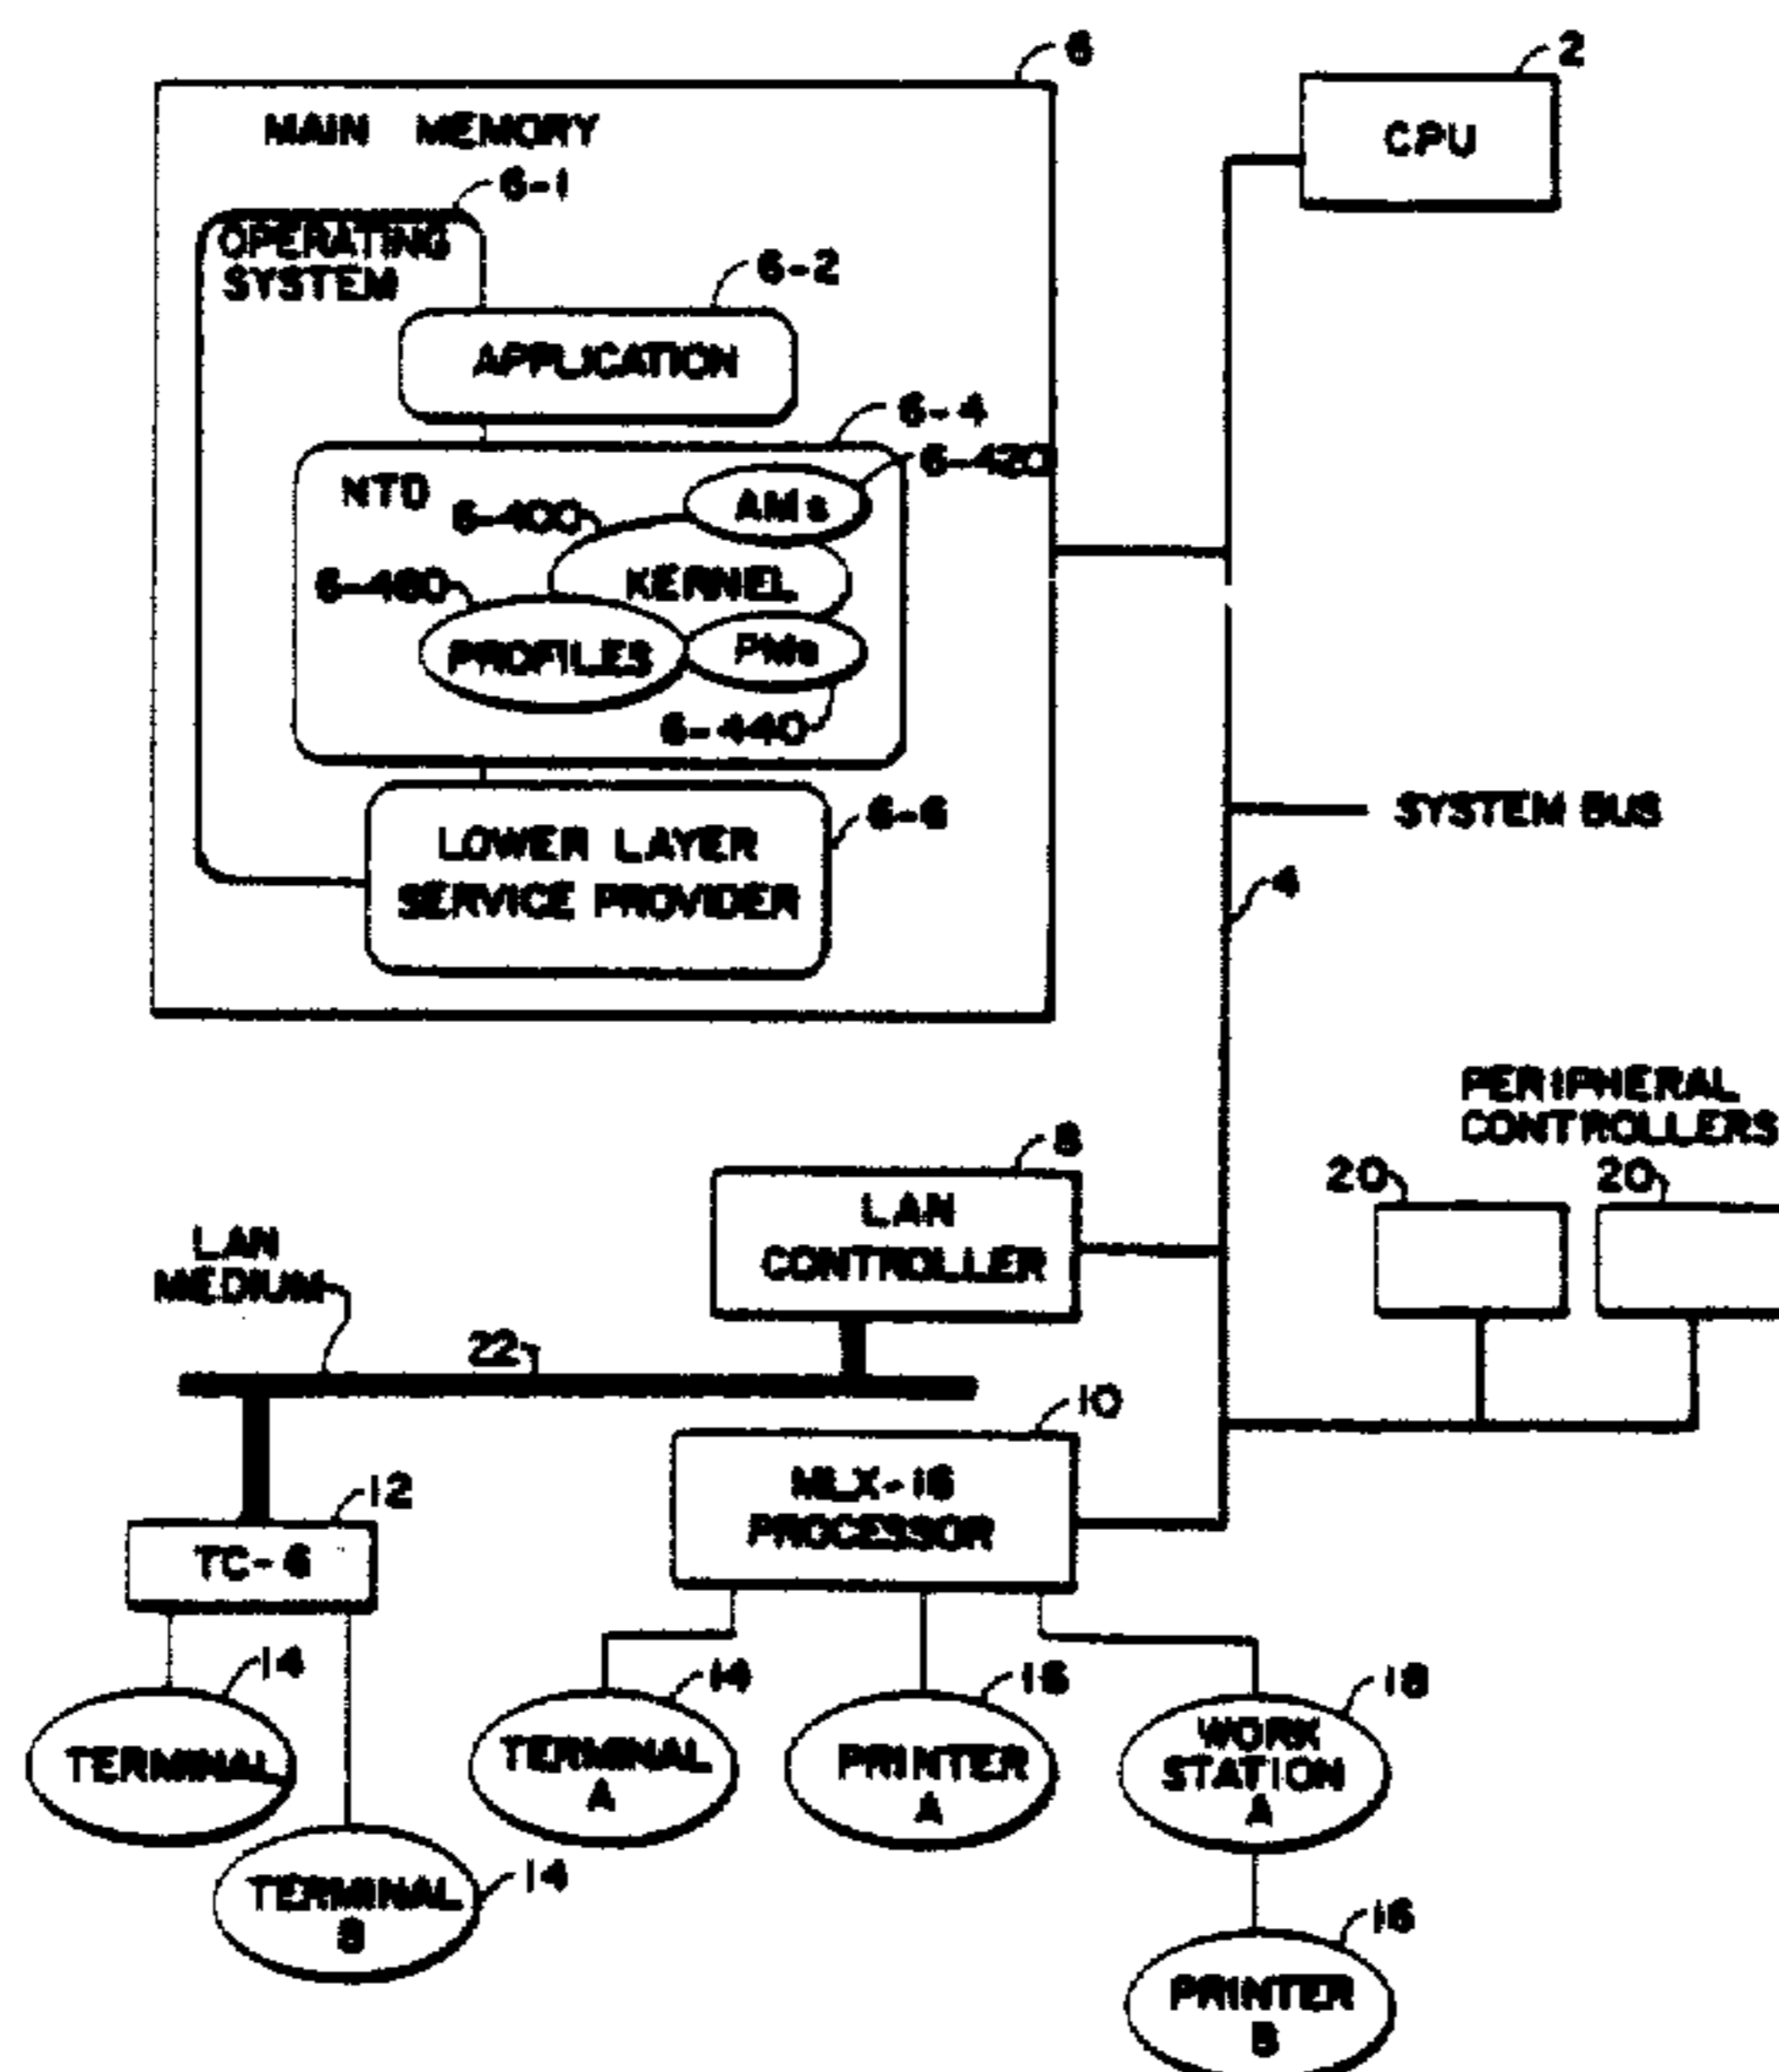 6
2
MAIN MEMORY
CPU
6-1
OPERATING
SYSTEM
6-2
APPLICATION
6-4
6-420
NTD
AMs
6-400
KERNEL
6-460
PROFILES
PMs
6-440
6-6
LOWER LAYER
SERVICE PROVIDER
SYSTEM BUS
4
PERIPHERAL
CONTROLLERS
8
20
20
LAN
CONTROLLER
LAN
MEDIUM
22
10
MLX-16
PROCESSOR
12
TC-6
14
14
16
18
TERMINAL
TERMINAL
A
PRINTER
A
WORK
STATION
A
14
TERMINAL
B
16
PRINTER
B